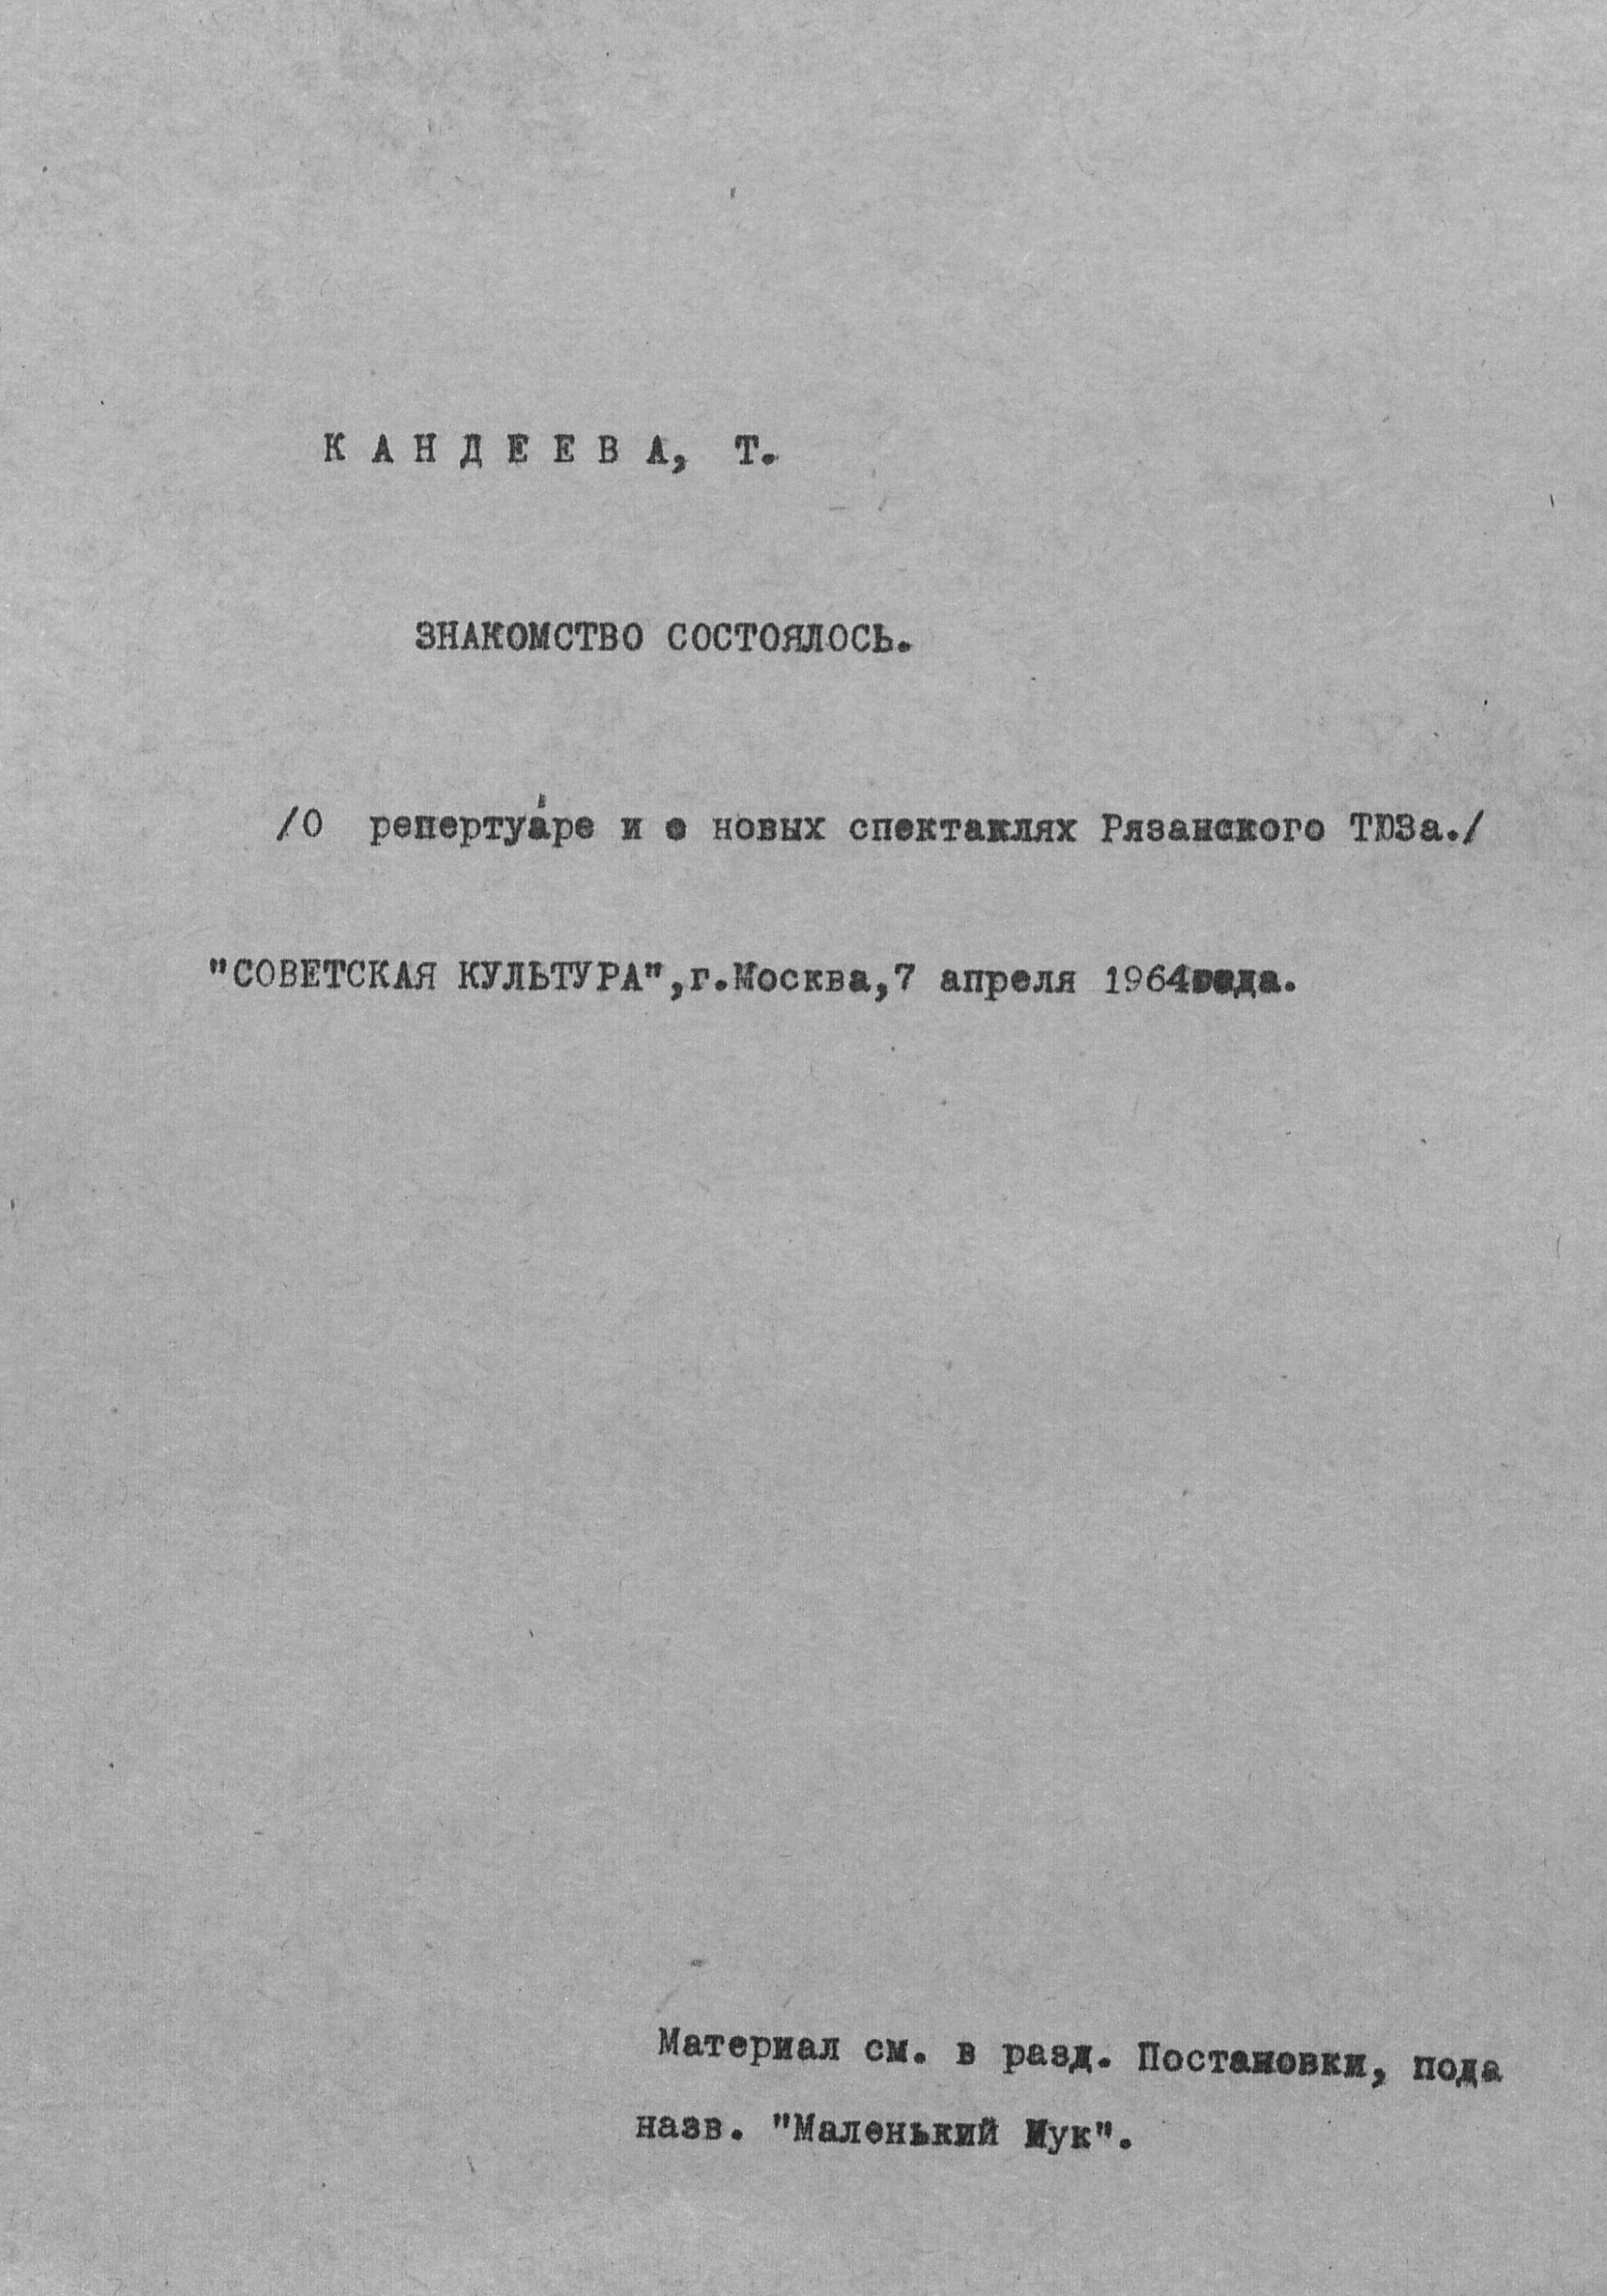 К А Н Д Е Е В А, Т.
ЗНАКОМСТВО СОСТОЯЛОСЬ.
/О репертуаре и о новых спектаклях Рязанского ТЮЗа./
"СОВЕТСКАЯ КУЛЬТУРА",г.Москва,7 апреля 1964года.
Материал см. в разд. Постановки, пода
назв. "Маленький Мук".